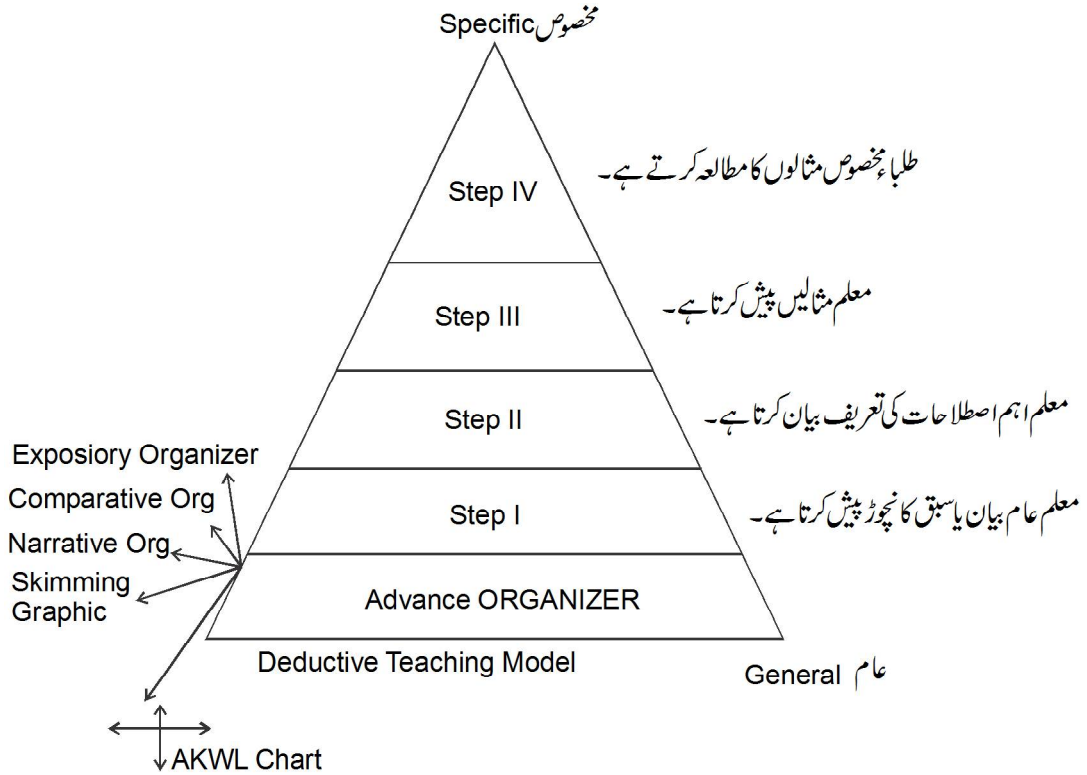 Specific مخصوص
Step IV
طلباء مخصوص مثالوں کا مطالعہ کرتے ہے۔
Step III
معلم مثالیں پیش کرتا ہے۔
Step II
معلم اہم اصطلاحات کی تعریف بیان کرتا ہے۔
Exposiory Organizer
Comparative Org
Narrative Org
Skimming
Graphic
Step I
معلم عام بیان یا سبق کا نچوڑ پیش کرتا ہے۔
Advance ORGANIZER
Deductive Teaching Model
General عام
AKWL Chart